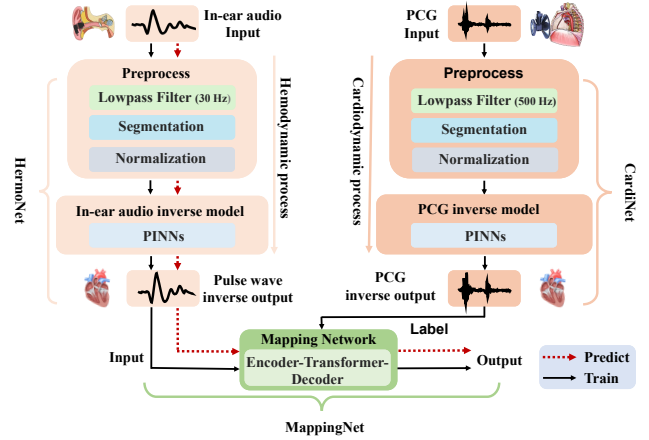 In-ear audio
Input
PCG
Input
Preprocess
Lowpass Filter (30 Hz)
Segmentation
Normalization
HermoNet
Hemodynamic process
In-ear audio inverse model
PINNs
Pulse wave
inverse output
Preprocess
Lowpass Filter (500 Hz)
Segmentation
Normalization
Cardiodynamic process
CardiNet
PCG inverse model
PINNs
PCG
inverse output
Label
Input
Mapping Network
Encoder-Transformer-
Decoder
Output
Predict
Train
MappingNet